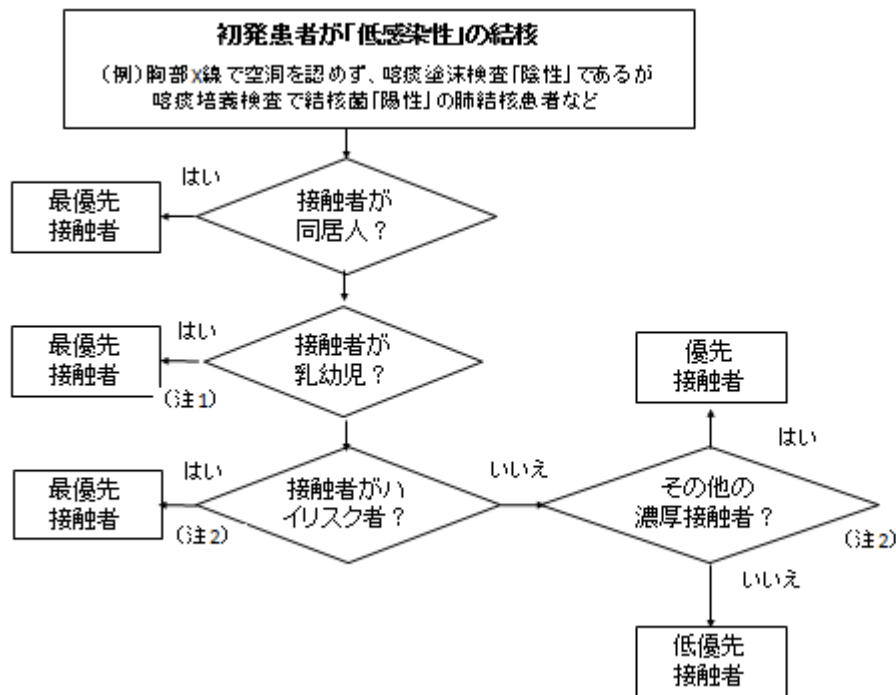 初発患者が「低感染性」の結核
（例）胸部X線で空洞を認めず、喀痰塗沫検査「陰性」であるが
喀痰培養検査で結核菌「陽性」の肺結核患者など
はい
最優先
接触者
接触者が
同居人？
はい
最優先
接触者
（注1）
接触者が
乳幼児？
優先
接触者
はい
最優先
接触者
（注2）
接触者がハ
イリスク者？
いいえ
はい
その他の
濃厚接触者？
（注2）
いいえ
低優先
接触者